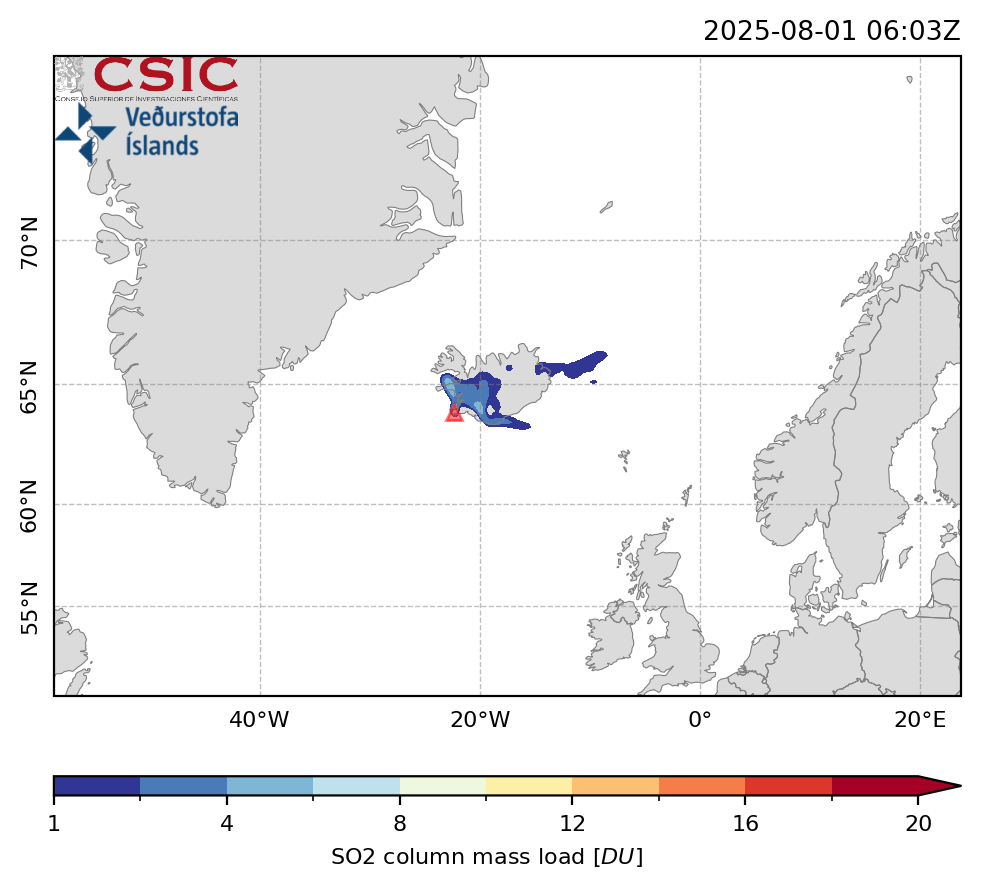 2025-08-01 06:03Z
CSIC
CONSEJO SUPERIOR DE INVESTIGACIONES CIENTÍFICAS
Veðurstofa
Íslands
70°N
65°N
60°N
55°N
40°W 20°W 0° 20°E
1 4 8 12 16 20
SO2 column mass load [DU]